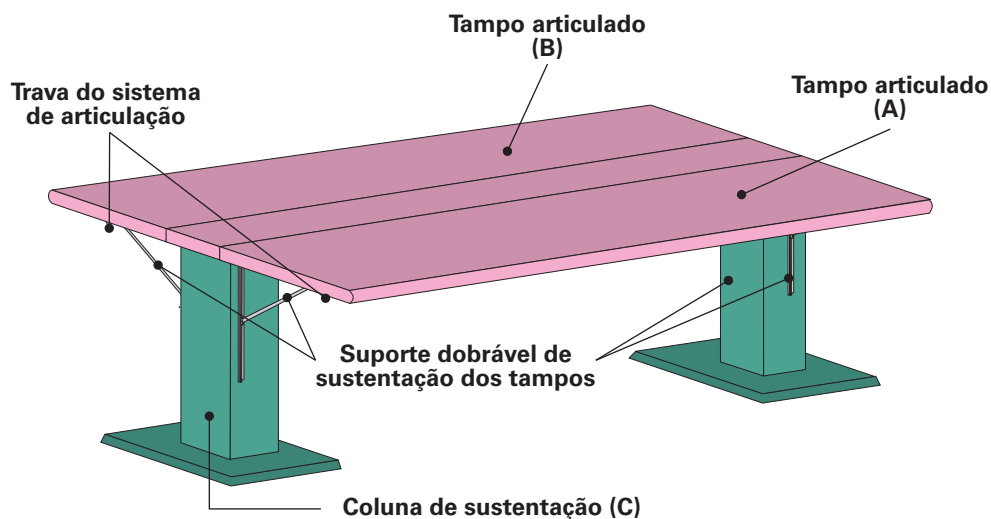 Tampo articulado
(B)
Tampo articulado
(A)
Trava do sistema
de articulação
Suporte dobrável de
sustentação dos tampos
Coluna de sustentação (C)